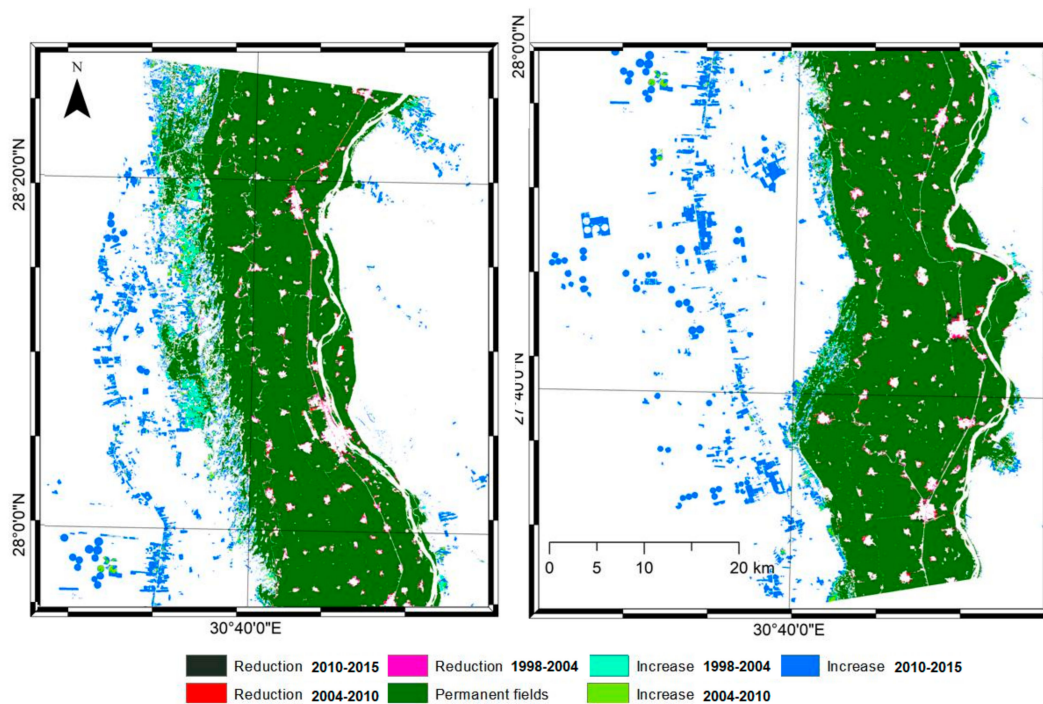 N
28°20'0"N
28°0'0"N
30°40'0"E
28°0'0"N
27°40'0"N
0 5 10 20 km
30°40'0"E
Reduction 2010-2015 Reduction 1998-2004 Increase 1998-2004 Increase 2010-2015
Reduction 2004-2010 Permanent fields Increase 2004-2010